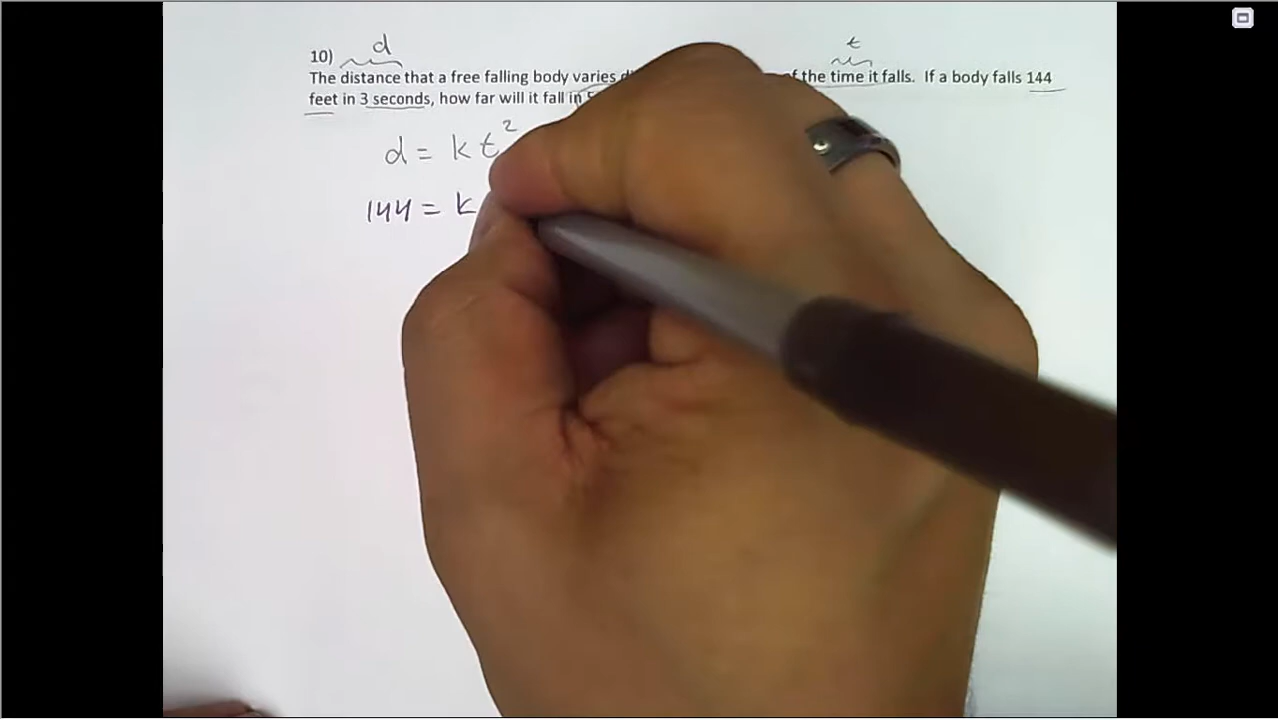 10) d t
The distance that a free falling body varies of the time it falls. If a body falls 144
feet in 3 seconds, how far will it fall in
d = kt²
144 = k